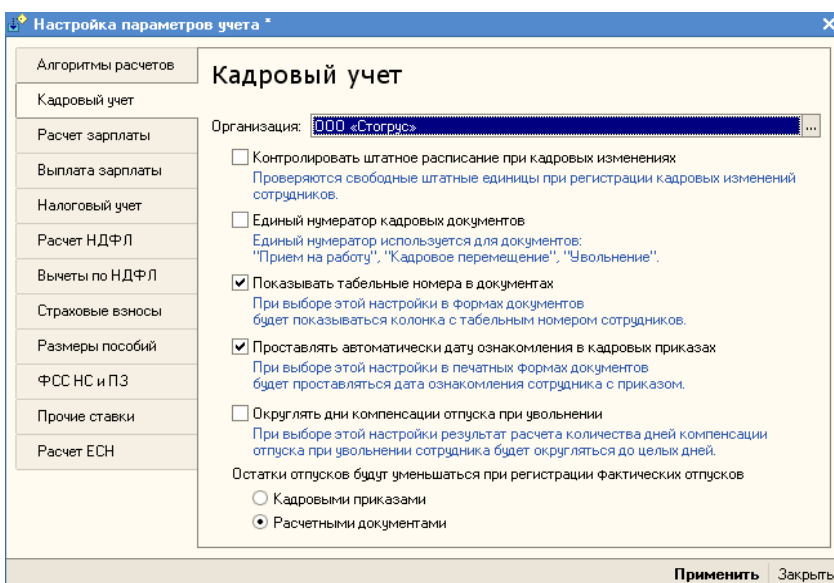 Настройка параметров учета *
Алгоритмы расчетов
Кадровый учет
Расчет зарплаты
Выплата зарплаты
Налоговый учет
Расчет НДФЛ
Вычеты по НДФЛ
Страховые взносы
Размеры пособий
ФСС НС и ПЗ
Прочие ставки
Расчет ЕСН
Кадровый учет
Организация: ООО «Стогрус» ...
Контролировать штатное расписание при кадровых изменениях
Проверяются свободные штатные единицы при регистрации кадровых изменений
сотрудников.
Единый нумератор кадровых документов
Единый нумератор используется для документов:
"Прием на работу", "Кадровое перемещение", "Увольнение".
Показывать табельные номера в документах
При выборе этой настройки в формах документов
будет показываться колонка с табельным номером сотрудников.
Проставлять автоматически дату ознакомления в кадровых приказах
При выборе этой настройки в печатных формах документов
будет проставляться дата ознакомления сотрудника с приказом.
Округлять дни компенсации отпуска при увольнении
При выборе этой настройки результат расчета количества дней компенсации
отпуска при увольнении сотрудника будет округляться до целых дней.
Остатки отпусков будут уменьшаться при регистрации фактических отпусков
Кадровыми приказами
Расчетными документами
Применить Закрыть